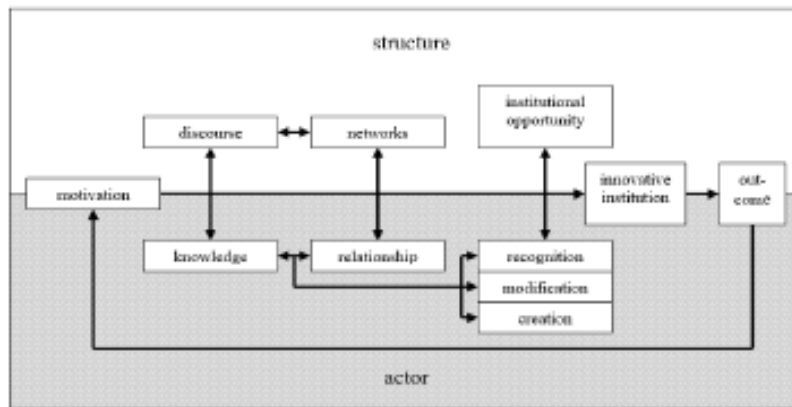 structure
institutional
opportunity
discourse
networks
motivation
innovative
institution
out-
come
knowledge
relationship
recognition
modification
creation
actor